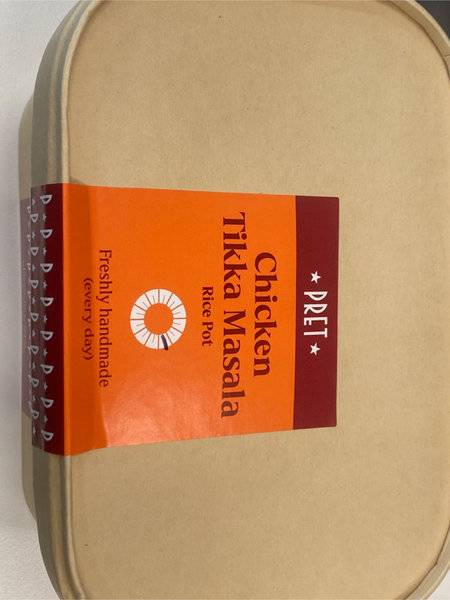 ★ PRET ★
Chicken
Tikka Masala
Rice Pot
Freshly handmade
(every day)